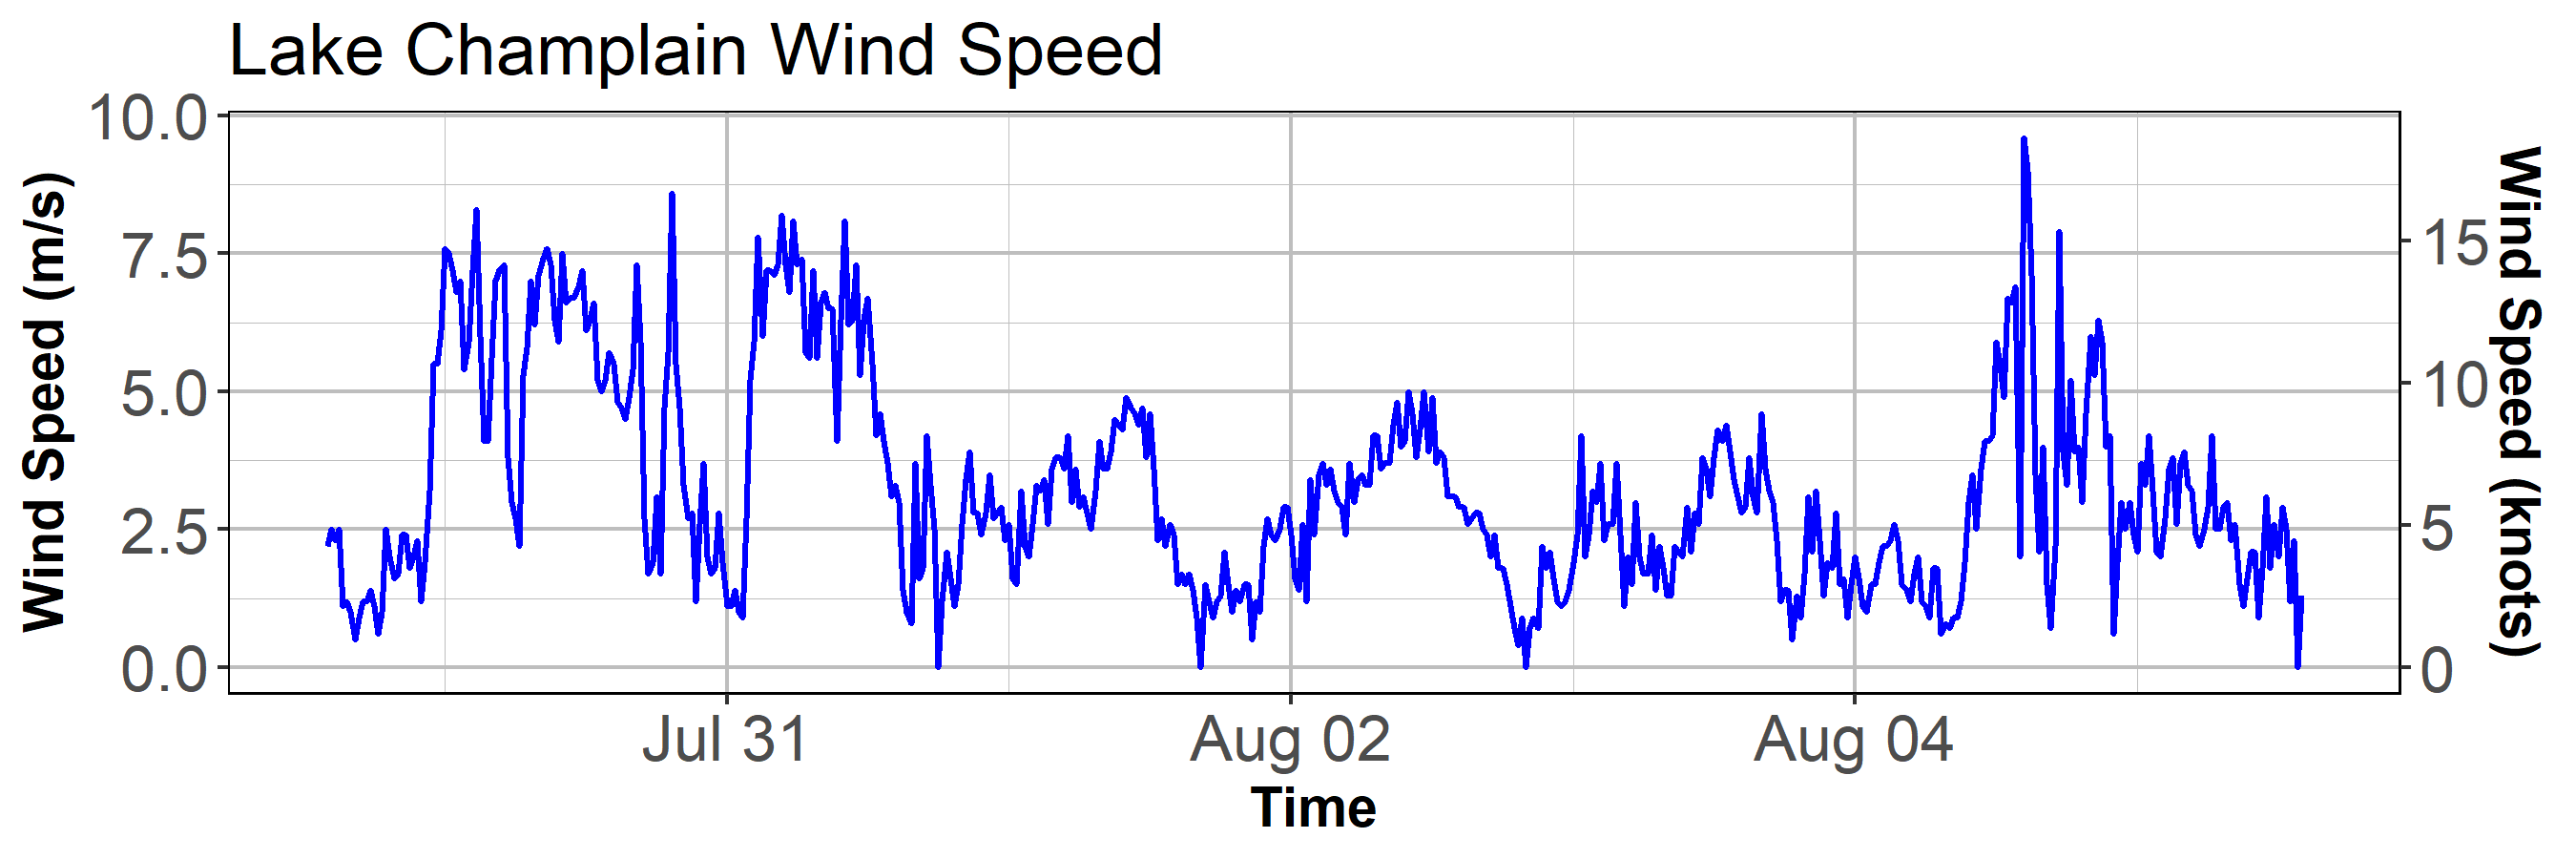 Lake Champlain Wind Speed
10.0
7.5
5.0
2.5
0.0
Wind Speed (m/s)
15
10
5
0
Wind Speed (knots)
Jul 31 Aug 02 Aug 04
Time